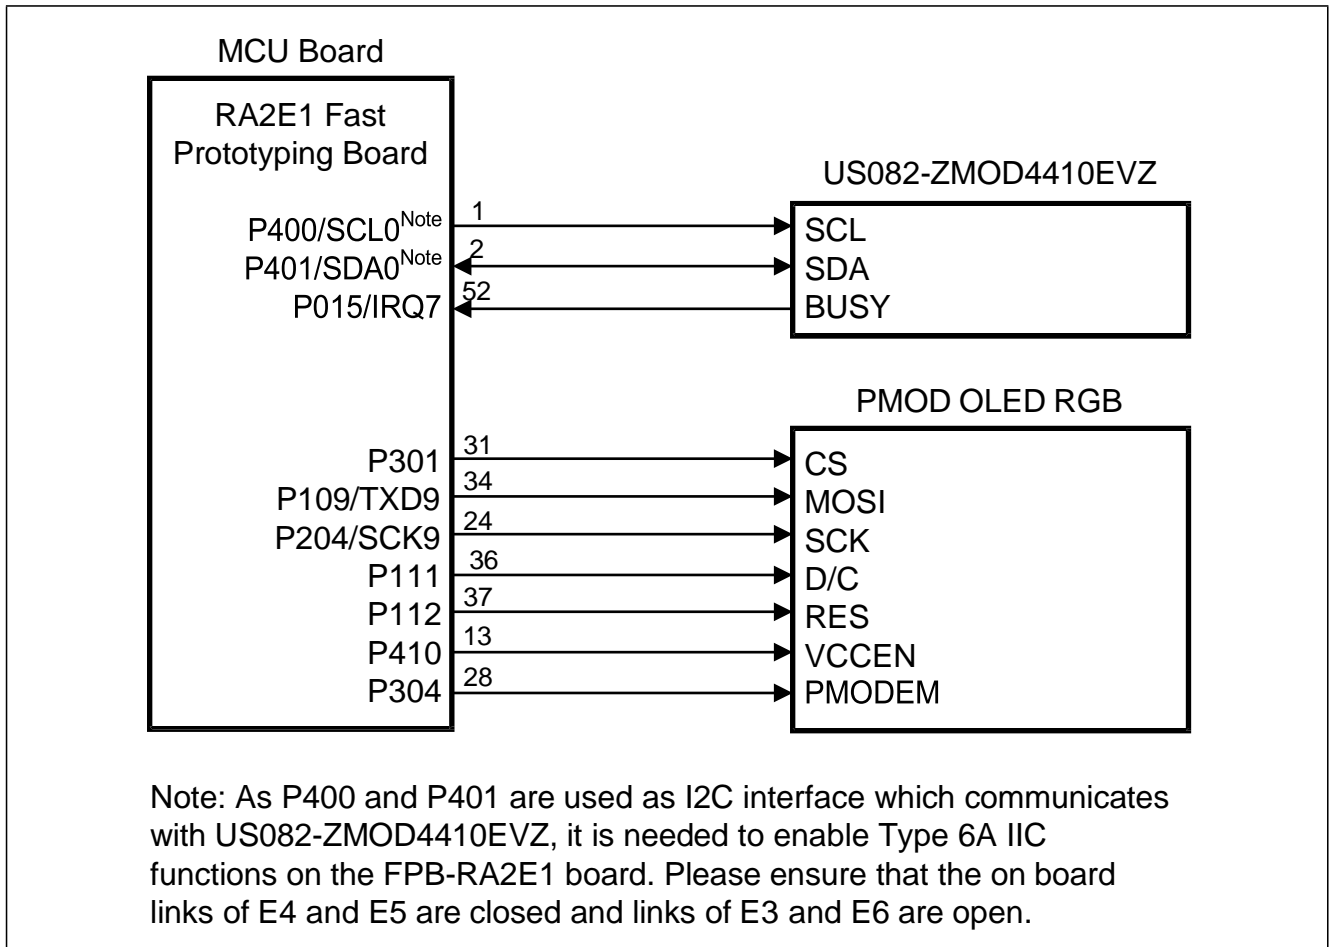 MCU Board
RA2E1 Fast
Prototyping Board
US082-ZMOD4410EVZ
P400/SCL0Note 1 SCL
P401/SDA0Note 2 SDA
P015/IRQ7 52 BUSY
PMOD OLED RGB
P301 31 CS
P109/TXD9 34 MOSI
P204/SCK9 24 SCK
P111 36 D/C
P112 37 RES
P410 13 VCCEN
P304 28 PMODEM
Note: As P400 and P401 are used as I2C interface which communicates
with US082-ZMOD4410EVZ, it is needed to enable Type 6A IIC
functions on the FPB-RA2E1 board. Please ensure that the on board
links of E4 and E5 are closed and links of E3 and E6 are open.